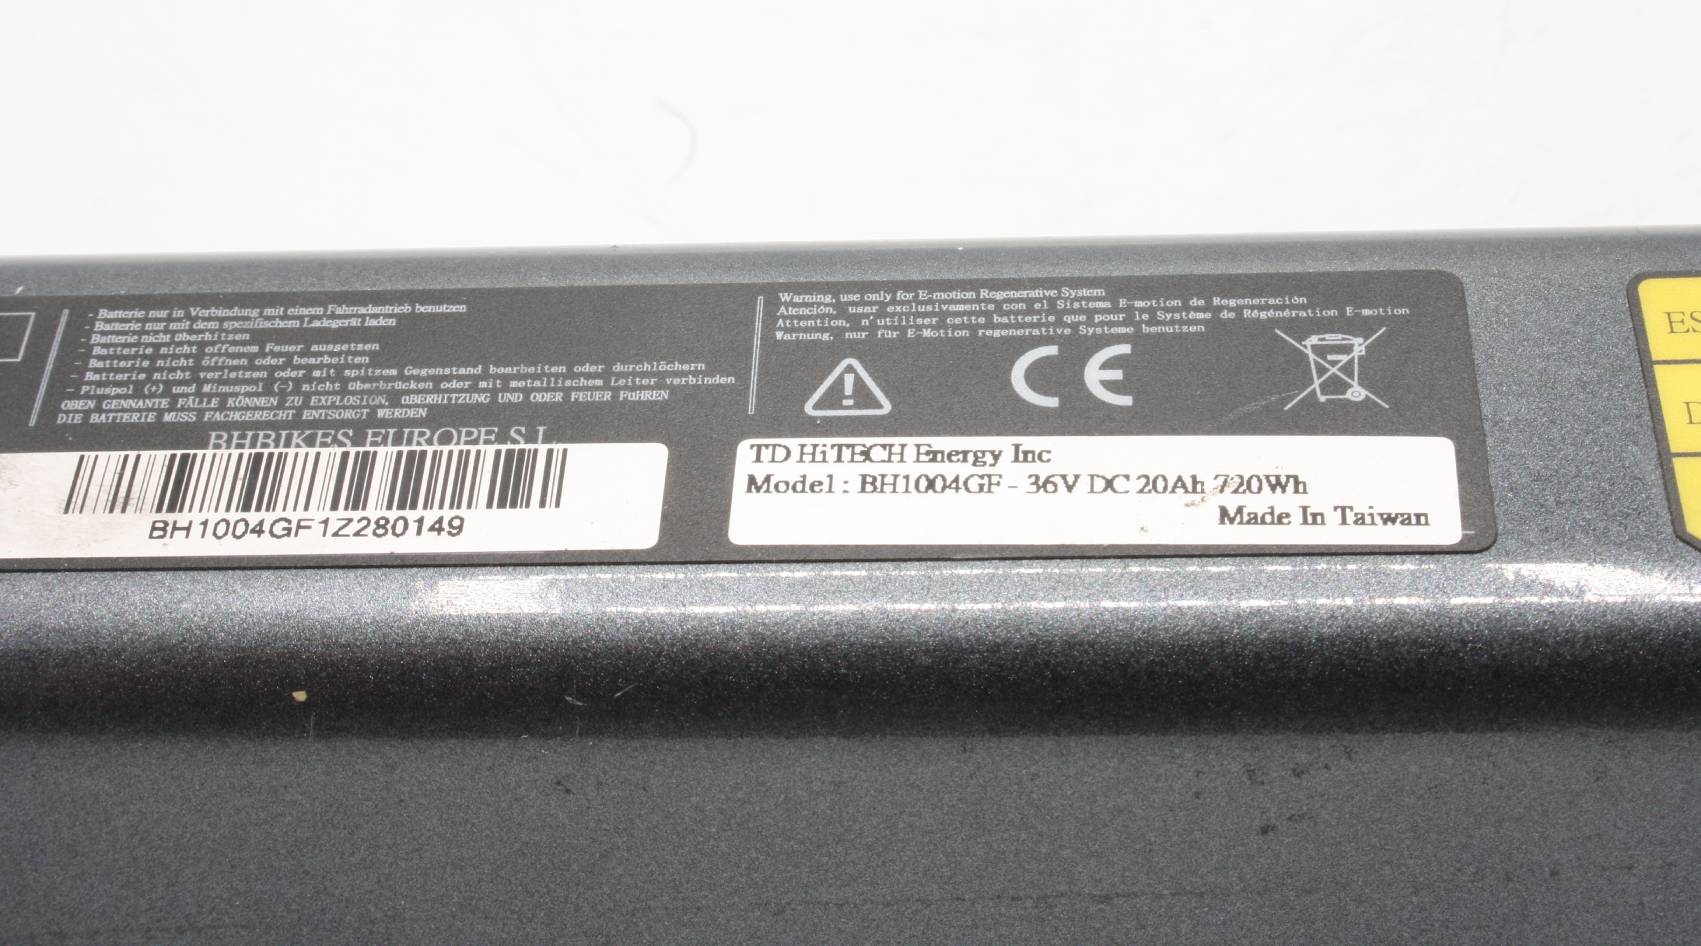 - Batterie nur in Verbindung mit einem Fahrradantrieb benutzen
- Batterie nur mit dem spezifischem Ladegerät laden
- Batterie nicht überhitzen
- Batterie nicht offenem Feuer aussetzen
- Batterie nicht öffnen oder bearbeiten
- Batterie nicht verletzen oder mit spitzem Gegenstand bearbeiten oder durchlöchern
- Pluspol (+) und Minuspol (-) nicht überbrücken oder mit metallischem Leiter verbinden
OBEN GENNANTE FÄLLE KÖNNEN ZU EXPLOSION, üBERHITZUNG UND ODER FEUER FüHREN
DIE BATTERIE MUSS FACHGERECHT ENTSORGT WERDEN
BHBIKES EUROPE S.L.
BH1004GF1Z280149
Warning, use only for E-motion Regenerative System
Atención, usar exclusivamente con el Sistema E-motion de Regeneración
Attention, n'utiliser cette batterie que pour le Système de Régénération E-motion
Warnung, nur für E-Motion regenerative Systeme benutzen
CE
TD HiTECH Energy Inc
Model : BH1004GF - 36V DC 20Ah 720Wh
Made In Taiwan
ES